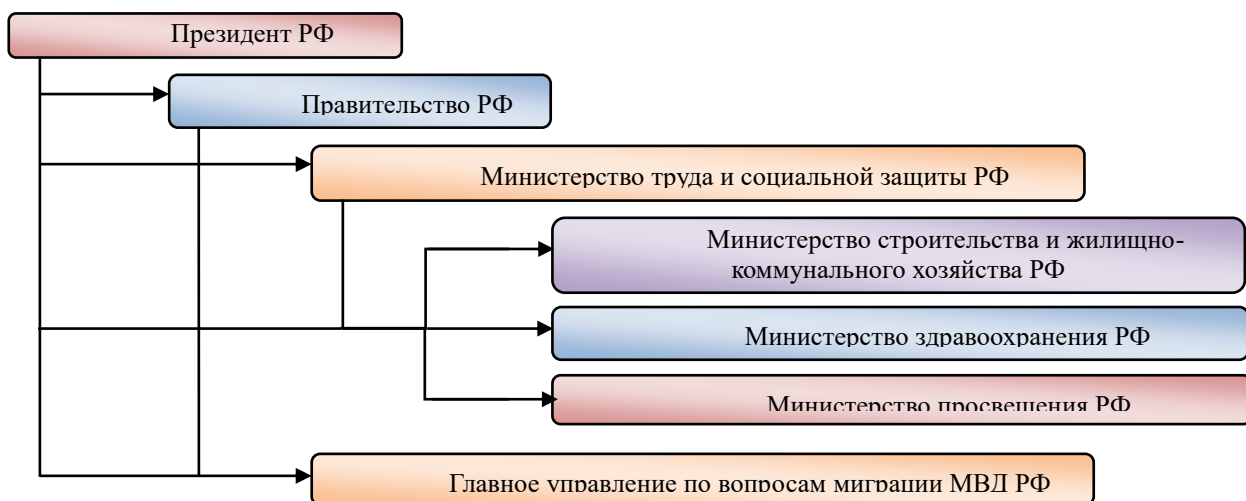 Президент РФ
Правительство РФ
Министерство труда и социальной защиты РФ
Министерство строительства и жилищно-
коммунального хозяйства РФ
Министерство здравоохранения РФ
Министерство просвещения РФ
Главное управление по вопросам миграции МВД РФ